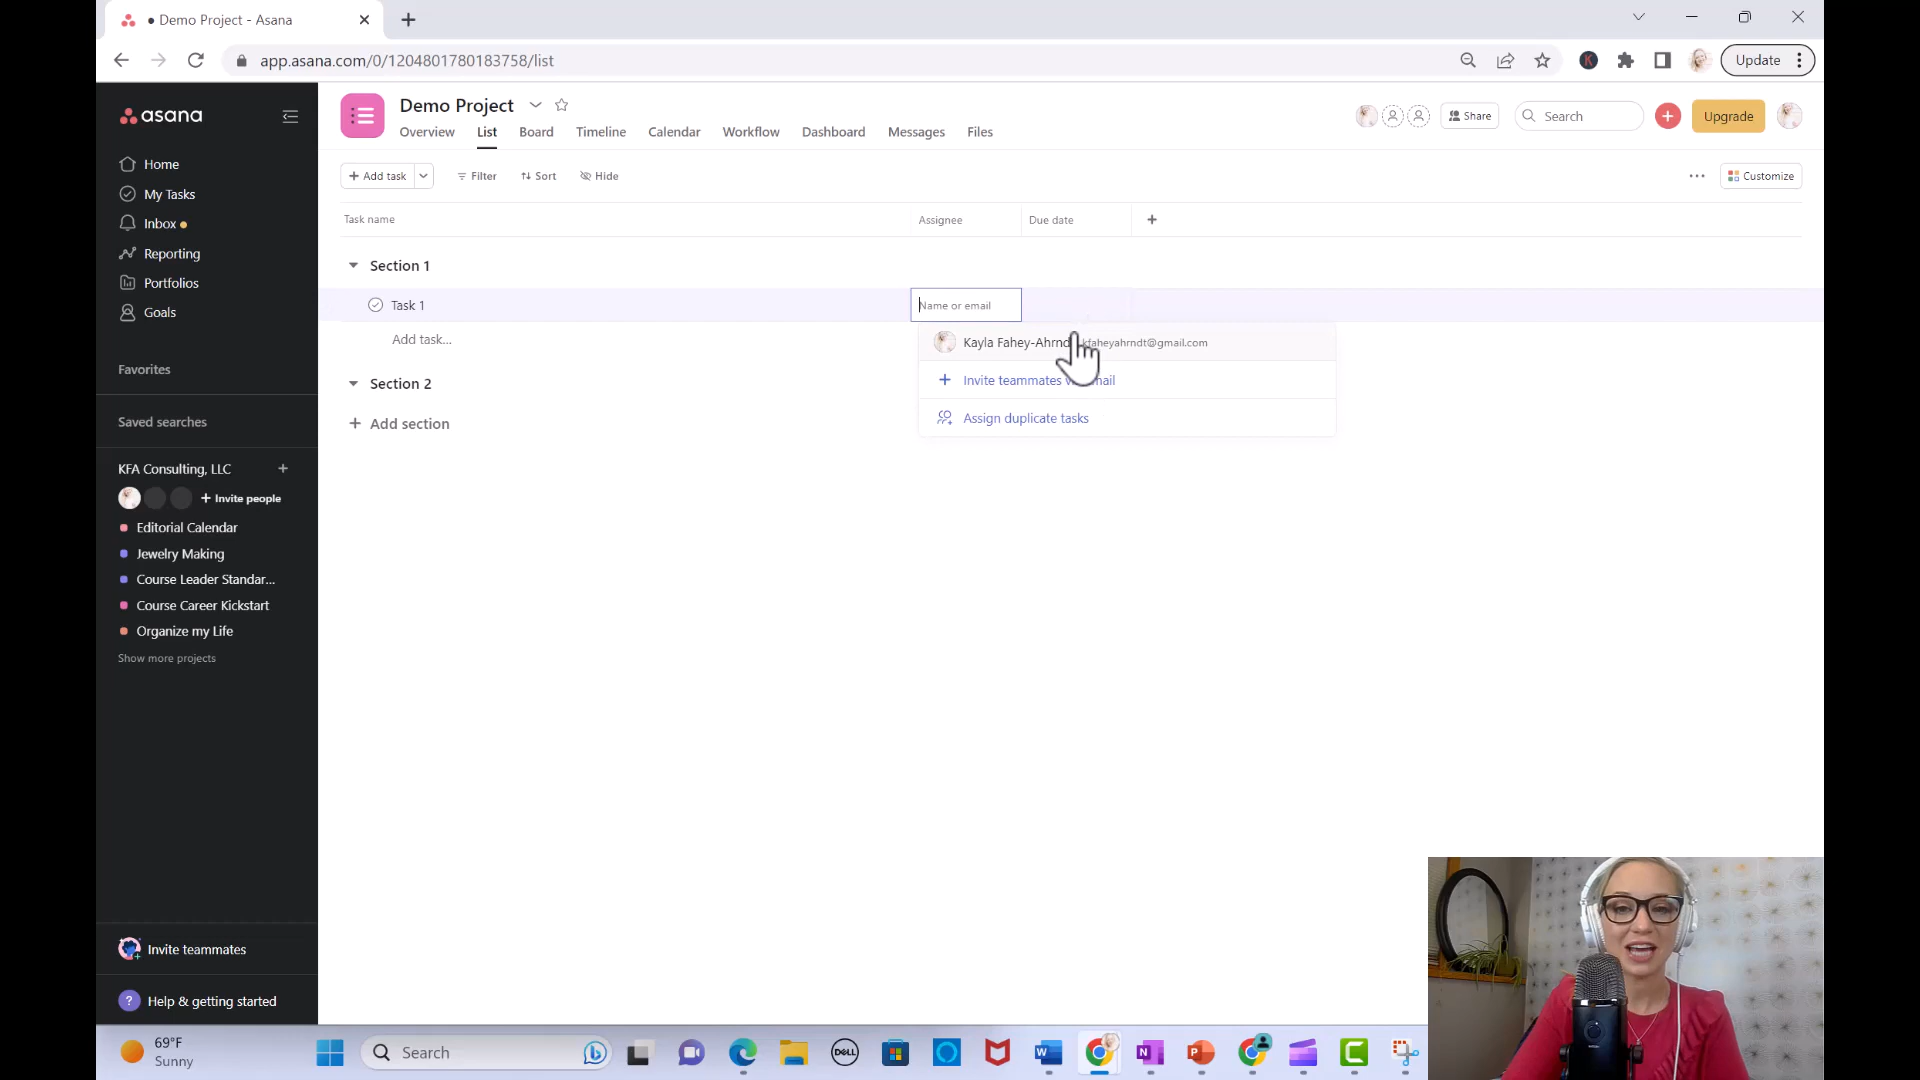 Demo Project - Asana
app.asana.com/0/1204801780183758/list
Update
asana
Home
My Tasks
Inbox
Reporting
Portfolios
Goals
Favorites
Saved searches
KFA Consulting, LLC
Invite people
Editorial Calendar
Jewelry Making
Course Leader Standar...
Course Career Kickstart
Organize my Life
Show more projects
Invite teammates
Help & getting started
Demo Project
Overview List Board Timeline Calendar Workflow Dashboard Messages Files
Share
Search
Upgrade
+ Add task
Filter
Sort
Hide
Customize
Task name Assignee Due date
Section 1
Task 1
Name or email
Add task...
Kayla Fahey-Ahrndt kfaheyahrndt@gmail.com
+ Invite teammates via email
Assign duplicate tasks
Section 2
+ Add section
69°F
Sunny
Search
DELL